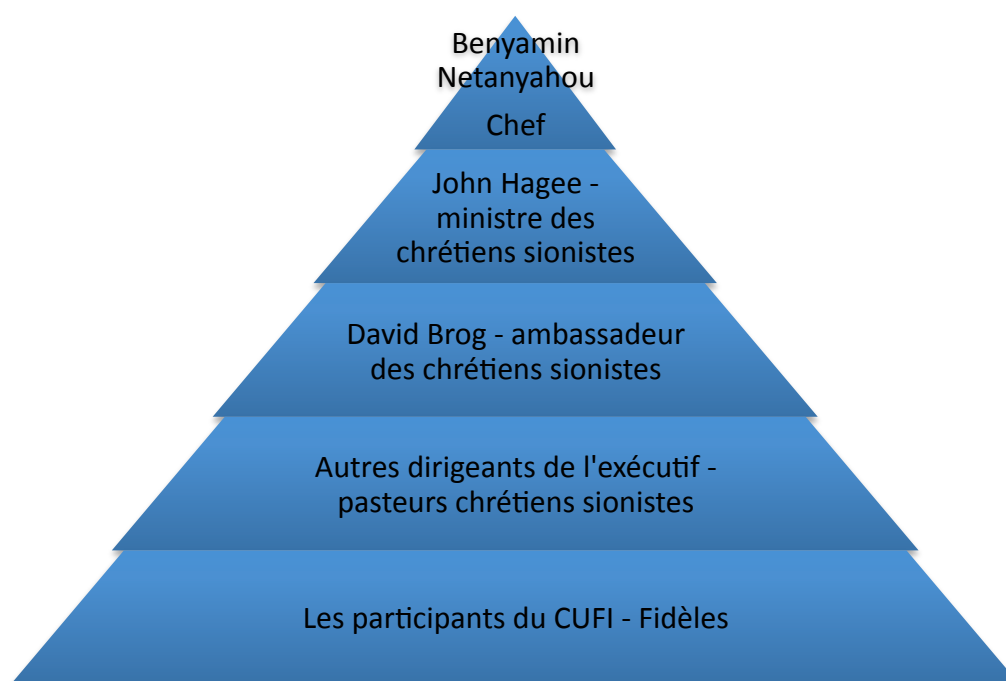 Benyamin
Netanyahou
Chef
John Hagee -
ministre des
chrétiens sionistes
David Brog - ambassadeur
des chrétiens sionistes
Autres dirigeants de l'exécutif -
pasteurs chrétiens sionistes
Les participants du CUFI - Fidèles